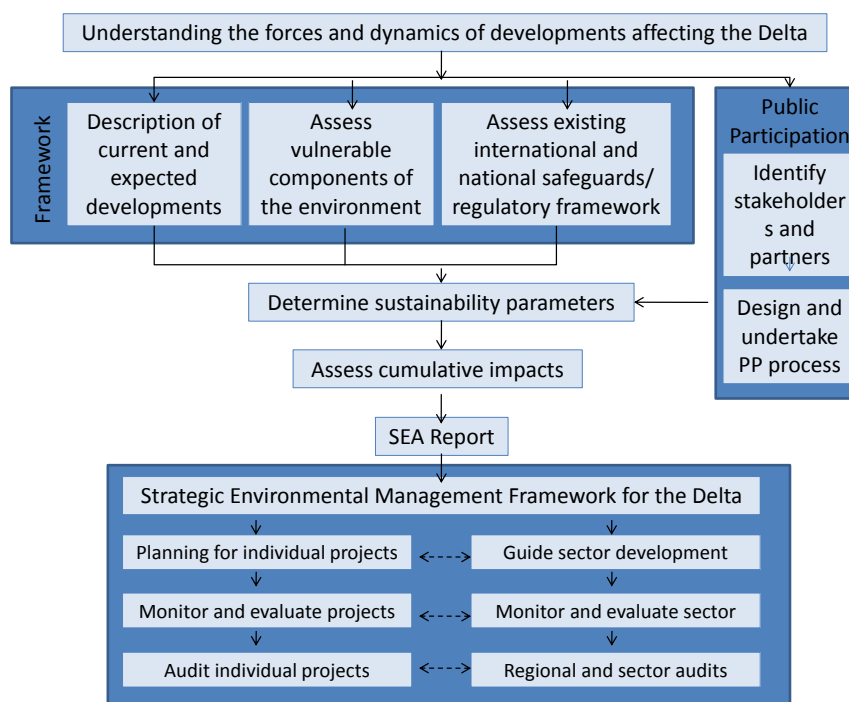 Understanding the forces and dynamics of developments affecting the Delta
Framework
Description of
current and
expected
developments
Assess
vulnerable
components of
the environment
Assess existing
international and
national safeguards/
regulatory framework
Public
Participation
Identify
stakeholder
s and
partners
Design and
undertake
PP process
Determine sustainability parameters
Assess cumulative impacts
SEA Report
Strategic Environmental Management Framework for the Delta
Planning for individual projects
Guide sector development
Monitor and evaluate projects
Monitor and evaluate sector
Audit individual projects
Regional and sector audits